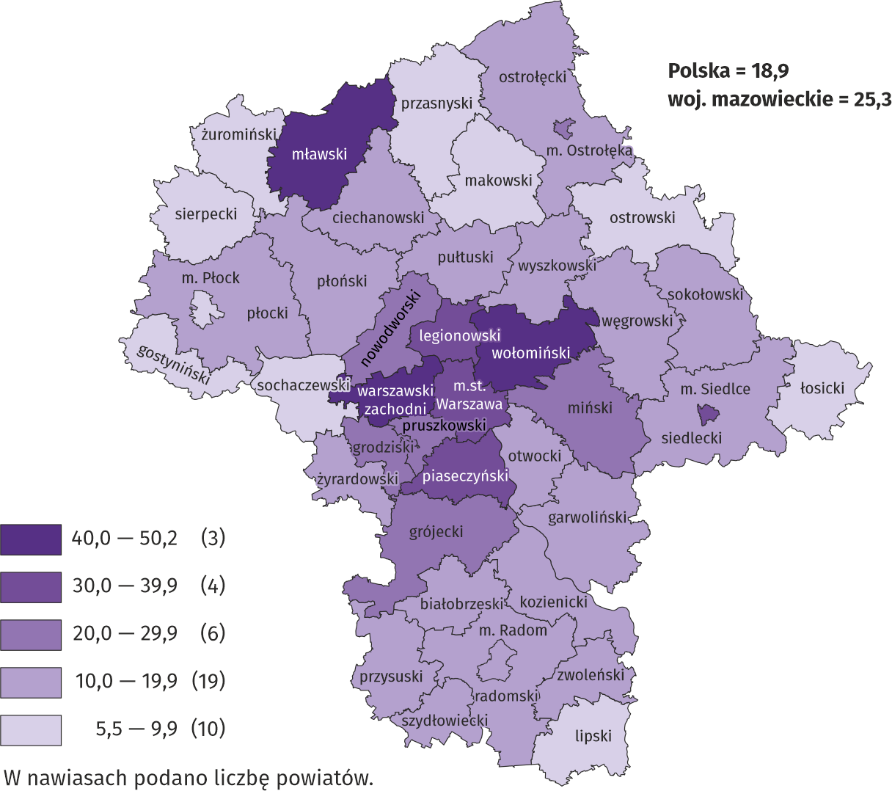 ostrołęcki
Polska = 18,9
woj. mazowieckie = 25,3
przasnyski
żuromiński
m. Ostrołęka
mławski
makowski
sierpecki
ciechanowski
ostrowski
pułtuski
wyszkowski
m. Płock
płoński
sokołowski
płocki
nowodworski
węgrowski
legionowski
wołomiński
gostyniński
sochaczewski
warszawski
zachodni
m.st.
Warszawa
m. Siedlce
łosicki
miński
pruszkowski
siedlecki
grodziski
otwocki
żyrardowski
piaseczyński
garwoliński
grójecki
40,0 — 50,2 (3)
30,0 — 39,9 (4)
20,0 — 29,9 (6)
10,0 — 19,9 (19)
5,5 — 9,9 (10)
białobrzeski
kozienicki
m. Radom
przysuski
zwoleński
radomski
szydłowiecki
lipski
W nawiasach podano liczbę powiatów.